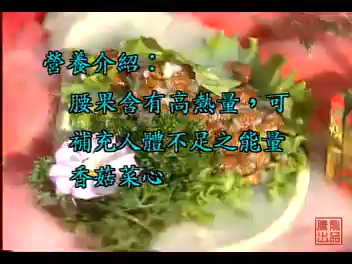 營養介紹：
腰果含有高熱量，可
補充人體不足之能量
香菇菜心